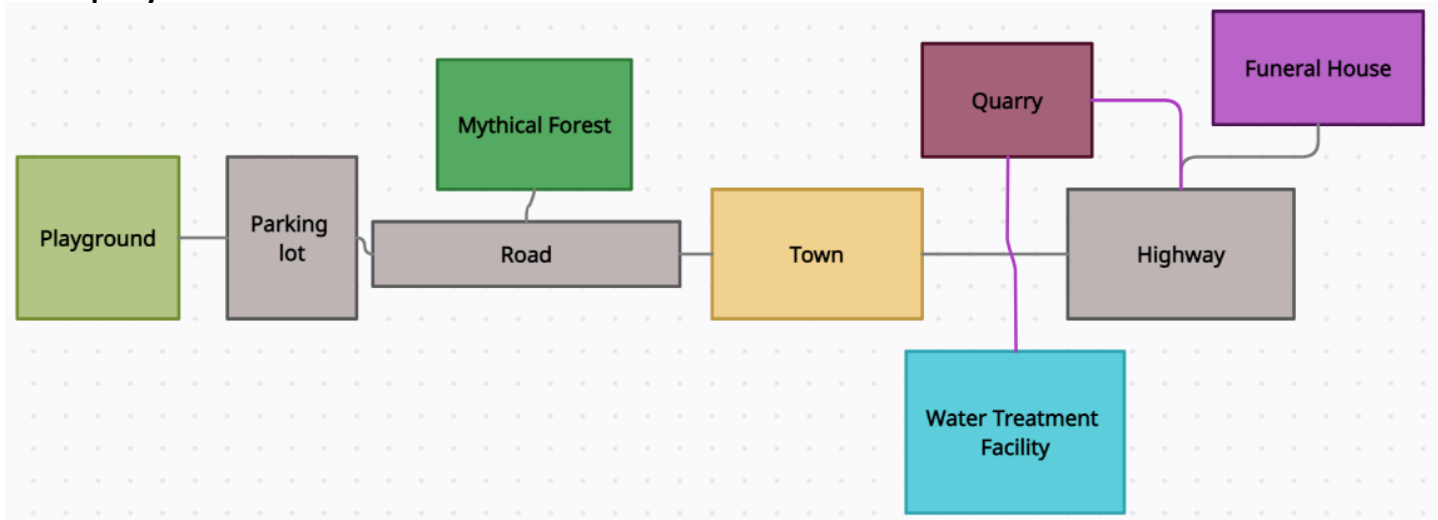 Funeral House
Quarry
Mythical Forest
Playground
Parking
lot
Road
Town
Highway
Water Treatment
Facility